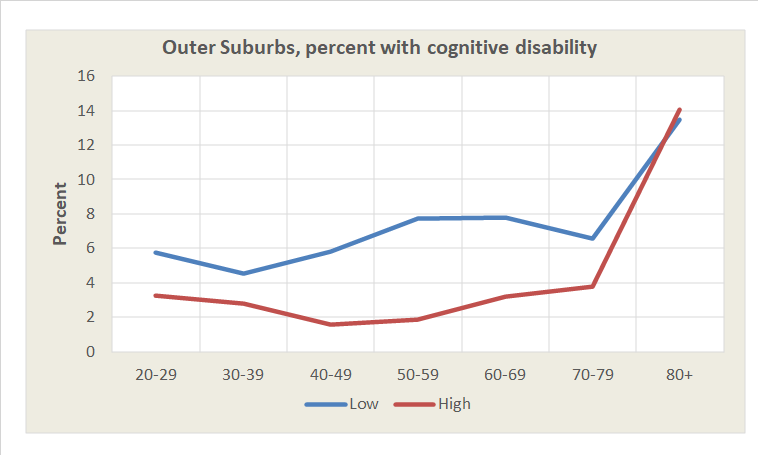 Outer Suburbs, percent with cognitive disability
16
14
12
10
8
6
4
2
0
Percent
20-29 30-39 40-49 50-59 60-69 70-79 80+
Low High